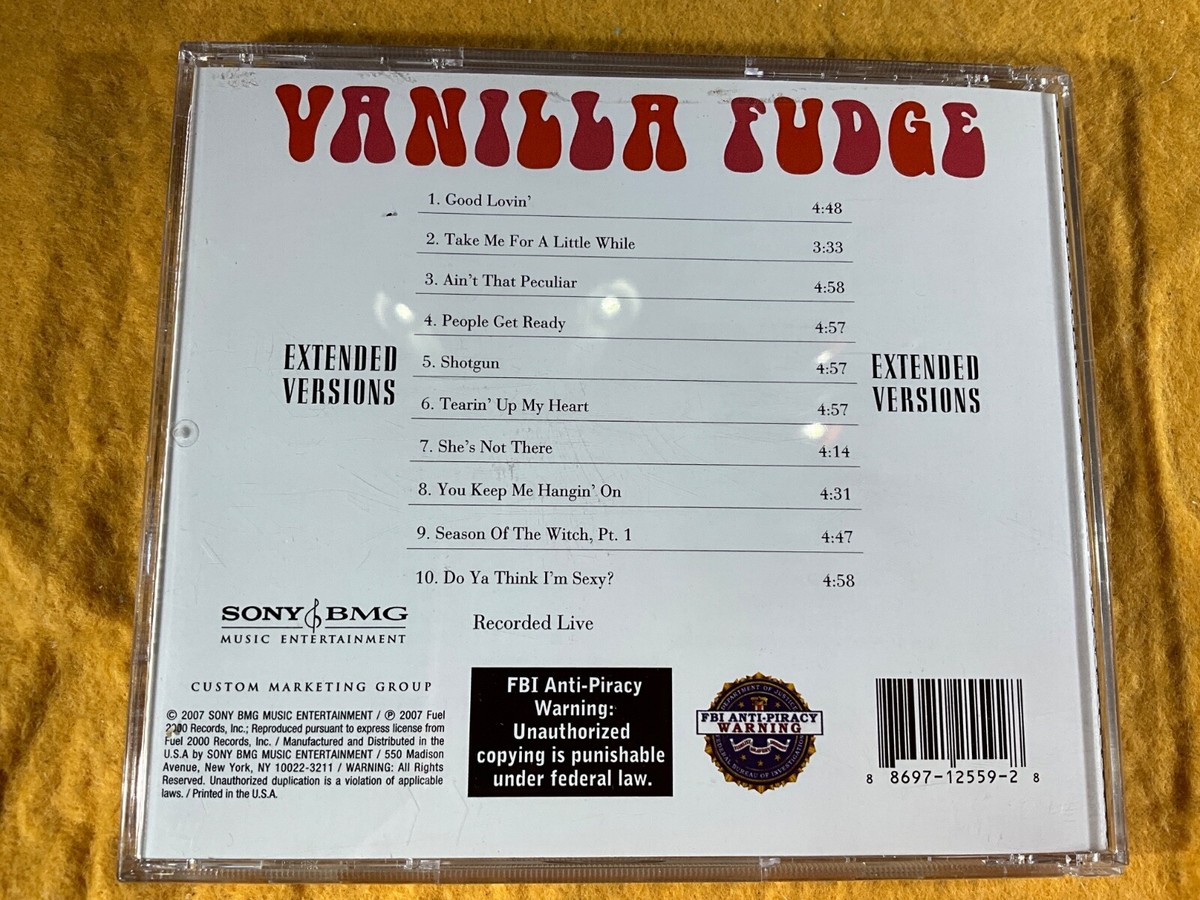 VANILLA FUDGE
1. Good Lovin' 4:48
2. Take Me For A Little While 3:33
3. Ain't That Peculiar 4:58
4. People Get Ready 4:57
EXTENDED VERSIONS
5. Shotgun 4:57
6. Tearin' Up My Heart 4:57
EXTENDED VERSIONS
7. She's Not There 4:14
8. You Keep Me Hangin' On 4:31
9. Season Of The Witch, Pt. 1 4:47
10. Do Ya Think I'm Sexy? 4:58
Recorded Live
SONY BMG
MUSIC ENTERTAINMENT
CUSTOM MARKETING GROUP
© 2007 SONY BMG MUSIC ENTERTAINMENT / ℗ 2007 Fuel
2000 Records, Inc.; Reproduced pursuant to express license from
Fuel 2000 Records, Inc. / Manufactured and Distributed in the
U.S.A by SONY BMG MUSIC ENTERTAINMENT / 550 Madison
Avenue, New York, NY 10022-3211 / WARNING: All Rights
Reserved. Unauthorized duplication is a violation of applicable
laws. / Printed in the U.S.A.
FBI Anti-Piracy
Warning:
Unauthorized
copying is punishable
under federal law.
DEPARTMENT OF JUSTICE
FBI ANTI-PIRACY
WARNING
FEDERAL BUREAU OF INVESTIGATION
8 8697-12559-2 8